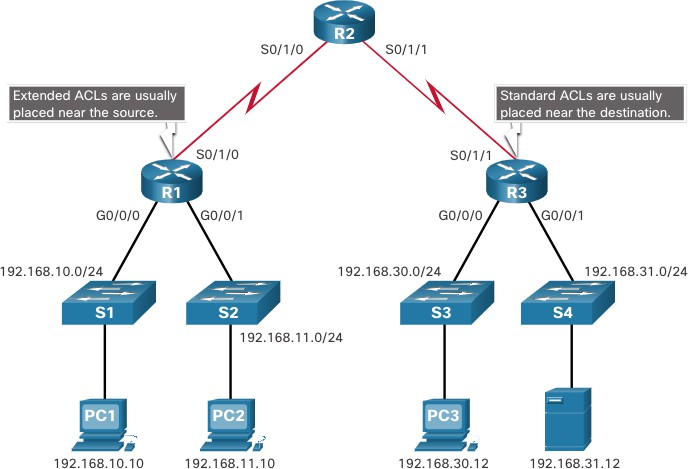 R2
S0/1/0
S0/1/1
Extended ACLs are usually
placed near the source.
Standard ACLs are usually
placed near the destination.
S0/1/0
S0/1/1
R1
R3
G0/0/0
G0/0/1
G0/0/0
G0/0/1
192.168.10.0/24
192.168.30.0/24
192.168.31.0/24
S1
S2
S3
S4
192.168.11.0/24
PC1
PC2
PC3
192.168.10.10
192.168.11.10
192.168.30.12
192.168.31.12